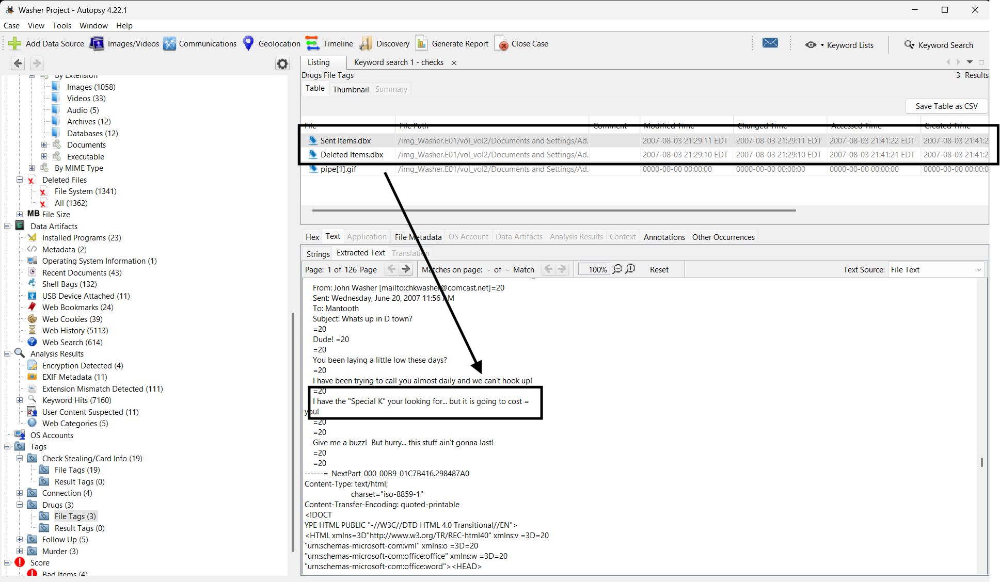 Washer Project - Autopsy 4.22.1
Case View Tools Window Help
Add Data Source Images/Videos Communications Geolocation Timeline Discovery Generate Report Close Case Keyword Lists Keyword Search
Listing Keyword search 1 - checks
Drugs File Tags 3 Results
Table Thumbnail Summary
Save Table as CSV
File File Path Comment Modified Time Changed Time Accessed Time Created Time
Sent Items.dbx /img_Washer.E01/vol_vol2/Documents and Settings/Ad. 2007-08-03 21:29:11 EDT 2007-08-03 21:29:11 EDT 2007-08-03 21:41:22 EDT 2007-08-03 21:41:2
Deleted Items.dbx /img_Washer.E01/vol_vol2/Documents and Settings/Ad. 2007-08-03 21:29:10 EDT 2007-08-03 21:29:10 EDT 2007-08-03 21:41:21 EDT 2007-08-03 21:41:2
pipe[1].gif /img_Washer.E01/vol_vol2/Documents and Settings/Ad. 0000-00-00 00:00:00 0000-00-00 00:00:00 0000-00-00 00:00:00 0000-00-00 00:00:0
By Extension
Images (1058)
Videos (33)
Audio (5)
Archives (12)
Databases (12)
Documents
Executable
By MIME Type
Deleted Files
File System (1341)
All (1362)
MB File Size
Data Artifacts
Installed Programs (23)
Metadata (2)
Operating System Information (1)
Recent Documents (43)
Shell Bags (132)
USB Device Attached (11)
Web Bookmarks (24)
Web Cookies (39)
Web History (5113)
Web Search (614)
Analysis Results
Encryption Detected (4)
EXIF Metadata (11)
Extension Mismatch Detected (111)
Keyword Hits (7160)
User Content Suspected (11)
Web Categories (5)
OS Accounts
Tags
Check Stealing/Card Info (19)
File Tags (19)
Result Tags (0)
Connection (4)
Drugs (3)
File Tags (3)
Result Tags (0)
Follow Up (5)
Murder (3)
Score
Bad Items (4)
Hex Text Application File Metadata OS Account Data Artifacts Analysis Results Context Annotations Other Occurrences
Strings Extracted Text Translation
Page: 1 of 126 Page Matches on page: - of - Match 100% Reset Text Source: File Text
From: John Washer [mailto:chkwasher@comcast.net]=20
Sent: Wednesday, June 20, 2007 11:56 AM
To: Mantooth
Subject: Whats up in D town?
=20
Dude! =20
=20
You been laying a little low these days?
=20
I have been trying to call you almost daily and we can't hook up!
=20
I have the "Special K" your looking for... but it is going to cost =
you!
=20
=20
Give me a buzz!  But hurry... this stuff ain't gonna last!
=20
=20
------=_NextPart_000_00B9_01C7B416.298487A0
Content-Type: text/html;
charset="iso-8859-1"
Content-Transfer-Encoding: quoted-printable
<!DOCT
YPE HTML PUBLIC "-//W3C//DTD HTML 4.0 Transitional//EN">
<HTML xmlns=3D"http://www.w3.org/TR/REC-html40" xmlns:v =3D=20
"urn:schemas-microsoft-com:vml" xmlns:o =3D=20
"urn:schemas-microsoft-com:office:office" xmlns:w =3D=20
"urn:schemas-microsoft-com:office:word"><HEAD>